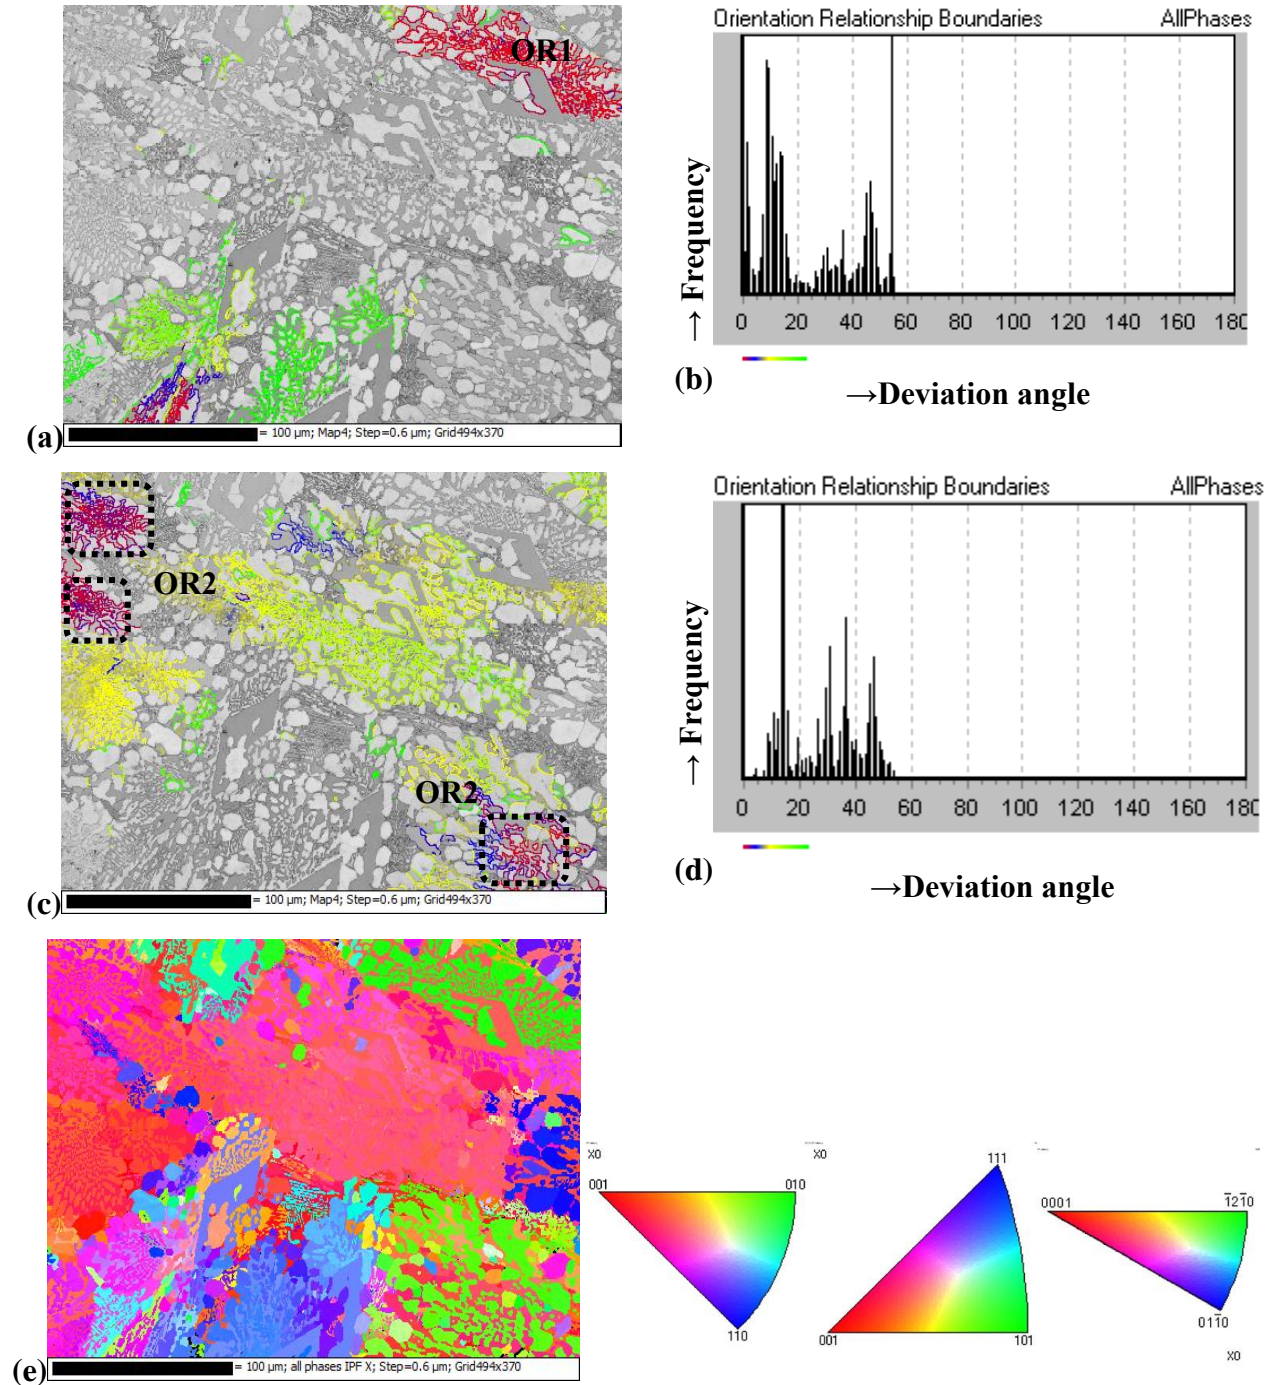 OR1
(a)
= 100 µm; Map4; Step=0.6 µm; Grid494x370
Orientation Relationship Boundaries AllPhases
→ Frequency
0 20 40 60 80 100 120 140 160 180
(b)
→Deviation angle
OR2
OR2
(c)
= 100 µm; Map4; Step=0.6 µm; Grid494x370
Orientation Relationship Boundaries AllPhases
→ Frequency
0 20 40 60 80 100 120 140 160 180
(d)
→Deviation angle
(e)
= 100 µm; all phases IPF X; Step=0.6 µm; Grid494x370
X0
001 010
110
X0
111
001 101
0001 1̅21̅0
011̅0
X0